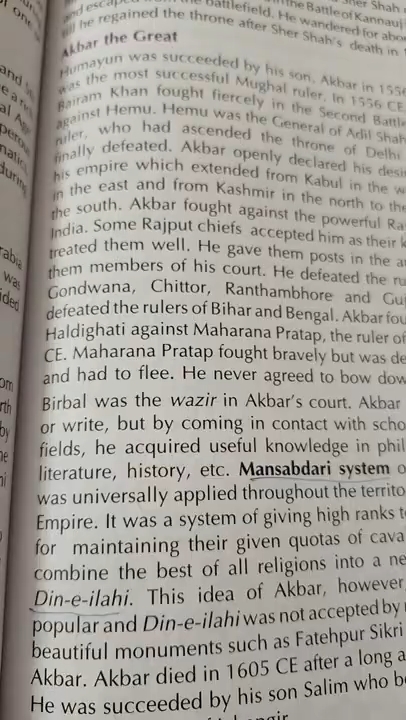 and escaped battlefield. He wandered for abou
he regained the throne after Sher Shah's death in
Akbar the Great
Humayun was succeeded by his son, Akbar in 1556
was the most successful Mughal ruler. In 1556 CE,
Bairam Khan fought fiercely in the Second Battle
against Hemu. Hemu was the General of Adil Shah
ruler, who had ascended the throne of Delhi
finally defeated. Akbar openly declared his desi
his empire which extended from Kabul in the w
in the east and from Kashmir in the north to the
the south. Akbar fought against the powerful Ra
India. Some Rajput chiefs accepted him as their k
treated them well. He gave them posts in the a
them members of his court. He defeated the ru
Gondwana, Chittor, Ranthambhore and Guj
defeated the rulers of Bihar and Bengal. Akbar fou
Haldighati against Maharana Pratap, the ruler of
CE. Maharana Pratap fought bravely but was de
and had to flee. He never agreed to bow dow
Birbal was the wazir in Akbar's court. Akbar
or write, but by coming in contact with scho
fields, he acquired useful knowledge in phil
literature, history, etc. Mansabdari system o
was universally applied throughout the territo
Empire. It was a system of giving high ranks t
for maintaining their given quotas of cava
combine the best of all religions into a ne
Din-e-ilahi. This idea of Akbar, however
popular and Din-e-ilahi was not accepted by
beautiful monuments such as Fatehpur Sikri
Akbar. Akbar died in 1605 CE after a long a
He was succeeded by his son Salim who b